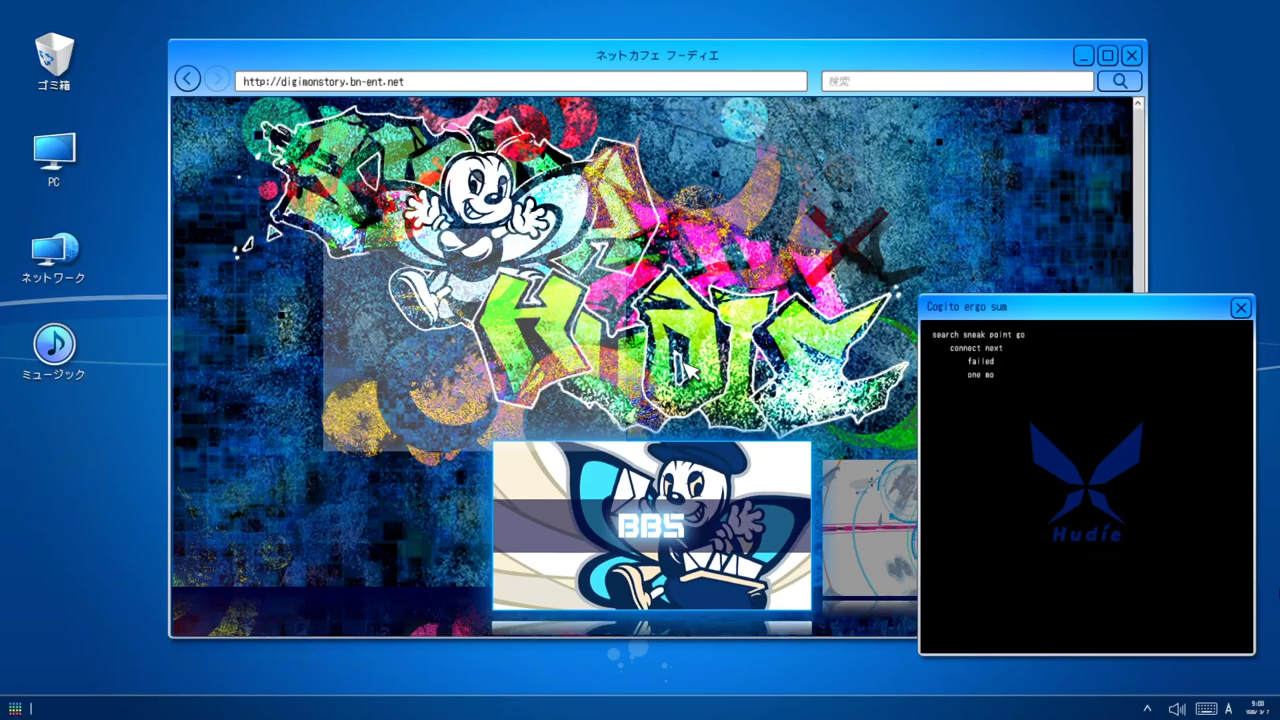 ゴミ箱
PC
ネットワーク
ミュージック
ネットカフェ フーディエ
http://digimonstory.bn-ent.net
検索
HUDIE
BBS
Cogito ergo sum
search sneak point go
connect next
failed
one mo
Hudie
A
9:00